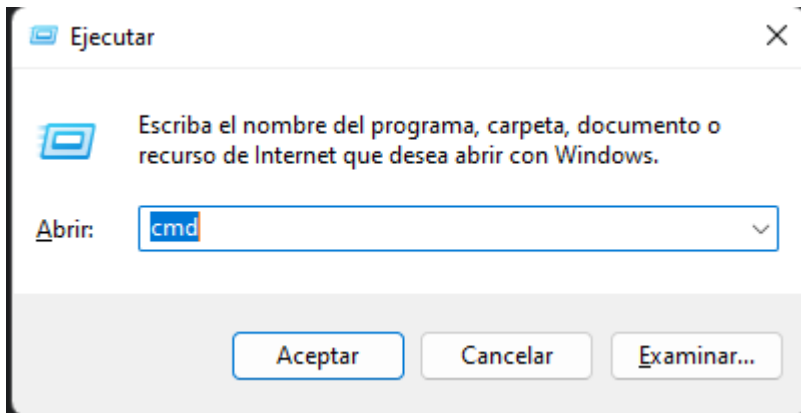 Ejecutar
Escriba el nombre del programa, carpeta, documento o
recurso de Internet que desea abrir con Windows.
Abrir: cmd
Aceptar Cancelar Examinar...